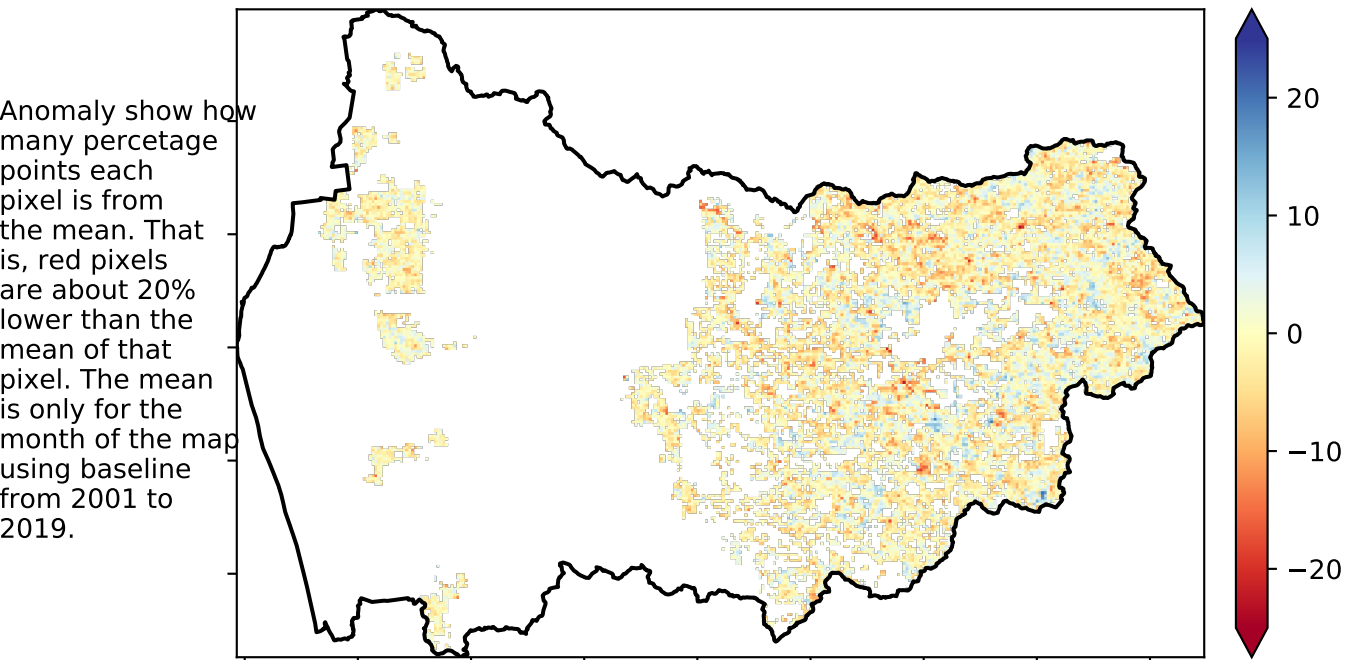 Anomaly show how
many percetage
points each
pixel is from
the mean. That
is, red pixels
are about 20%
lower than the
mean of that
pixel. The mean
is only for the
month of the map
using baseline
from 2001 to
2019.
20
10
0
−10
−20